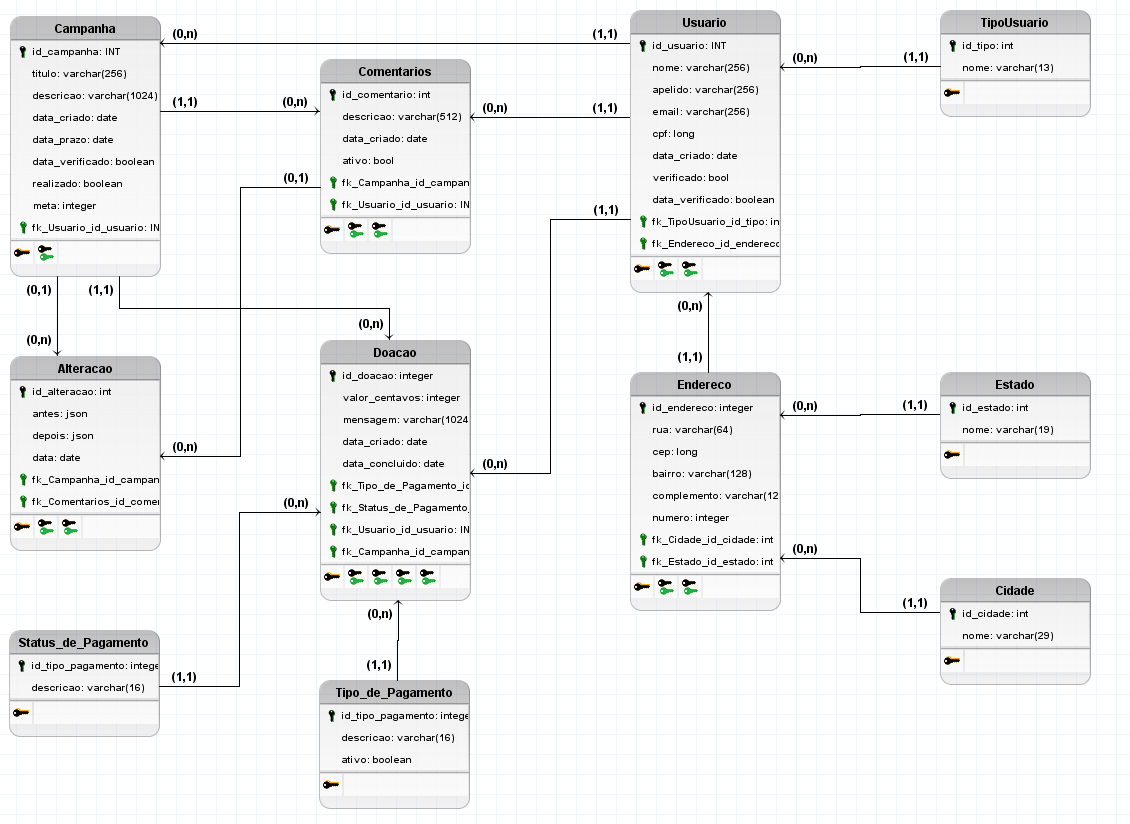 Campanha
id_campanha: INT
titulo: varchar(256)
descricao: varchar(1024)
data_criado: date
data_prazo: date
data_verificado: boolean
realizado: boolean
meta: integer
fk_Usuario_id_usuario: IN
(0,n)
(1,1)
(1,1)
(0,n)
Comentarios
id_comentario: int
descricao: varchar(512)
data_criado: date
ativo: bool
fk_Campanha_id_campan
fk_Usuario_id_usuario: IN
(0,n)
(1,1)
(0,1)
(1,1)
Usuario
id_usuario: INT
nome: varchar(256)
apelido: varchar(256)
email: varchar(256)
cpf: long
data_criado: date
verificado: bool
data_verificado: boolean
fk_TipoUsuario_id_tipo: in
fk_Endereco_id_enderec
(0,n)
(1,1)
TipoUsuario
id_tipo: int
nome: varchar(13)
(0,1)
(1,1)
(0,n)
(0,n)
(0,n)
(1,1)
Alteracao
id_alteracao: int
antes: json
depois: json
data: date
fk_Campanha_id_campan
fk_Comentarios_id_comer
(0,n)
(0,n)
Doacao
id_doacao: integer
valor_centavos: integer
mensagem: varchar(1024
data_criado: date
data_concluido: date
fk_Tipo_de_Pagamento_id
fk_Status_de_Pagamento_
fk_Usuario_id_usuario: IN
fk_Campanha_id_campan
(0,n)
(0,n)
Endereco
id_endereco: integer
rua: varchar(64)
cep: long
bairro: varchar(128)
complemento: varchar(12
numero: integer
fk_Cidade_id_cidade: int
fk_Estado_id_estado: int
(0,n)
(1,1)
Estado
id_estado: int
nome: varchar(19)
(0,n)
(1,1)
Cidade
id_cidade: int
nome: varchar(29)
Status_de_Pagamento
id_tipo_pagamento: intege
descricao: varchar(16)
(1,1)
(1,1)
Tipo_de_Pagamento
id_tipo_pagamento: intege
descricao: varchar(16)
ativo: boolean